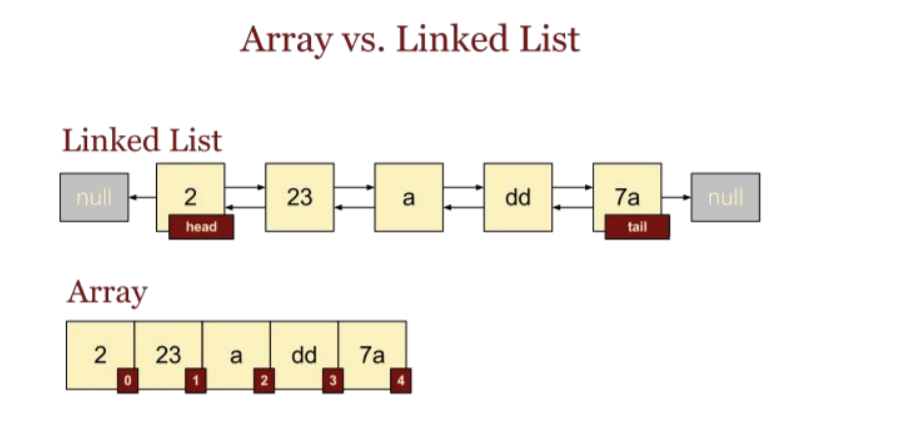 Array vs. Linked List
Linked List
null 2 23 a dd 7a null
head tail
Array
2 23 a dd 7a
0 1 2 3 4